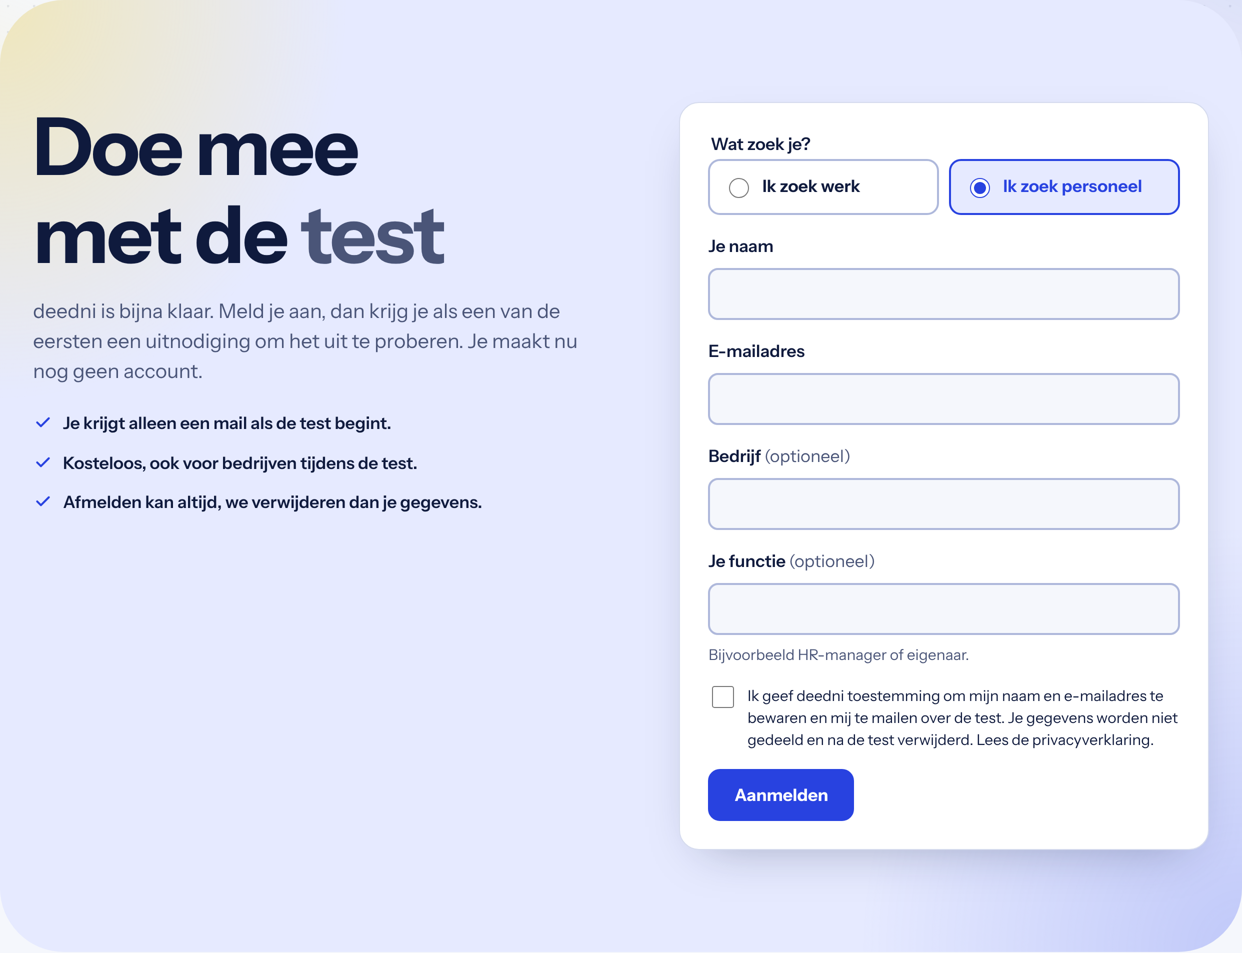 Doe mee
met de test
deedni is bijna klaar. Meld je aan, dan krijg je als een van de
eersten een uitnodiging om het uit te proberen. Je maakt nu
nog geen account.
Je krijgt alleen een mail als de test begint.
Kosteloos, ook voor bedrijven tijdens de test.
Afmelden kan altijd, we verwijderen dan je gegevens.
Wat zoek je?
Ik zoek werk
Ik zoek personeel
Je naam
E-mailadres
Bedrijf (optioneel)
Je functie (optioneel)
Bijvoorbeeld HR-manager of eigenaar.
Ik geef deedni toestemming om mijn naam en e-mailadres te
bewaren en mij te mailen over de test. Je gegevens worden niet
gedeeld en na de test verwijderd. Lees de privacyverklaring.
Aanmelden